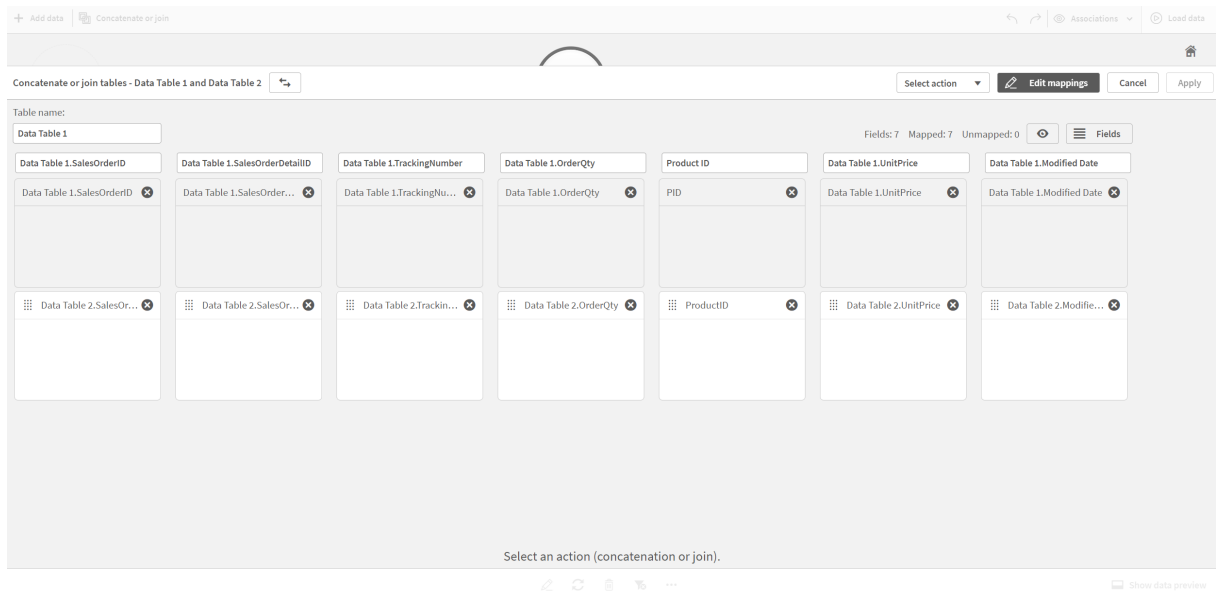 Add data Concatenate or join Associations Load data
Concatenate or join tables - Data Table 1 and Data Table 2 Select action Edit mappings Cancel Apply
Table name:
Data Table 1 Fields: 7 Mapped: 7 Unmapped: 0 Fields
Data Table 1.SalesOrderID Data Table 1.SalesOrderDetailID Data Table 1.TrackingNumber Data Table 1.OrderQty Product ID Data Table 1.UnitPrice Data Table 1.Modified Date
Data Table 1.SalesOrderID Data Table 1.SalesOrder... Data Table 1.TrackingNu... Data Table 1.OrderQty PID Data Table 1.UnitPrice Data Table 1.Modified Date
Data Table 2.SalesOr... Data Table 2.SalesOr... Data Table 2.Trackin... Data Table 2.OrderQty ProductID Data Table 2.UnitPrice Data Table 2.Modifie...
Select an action (concatenation or join).
Show data preview